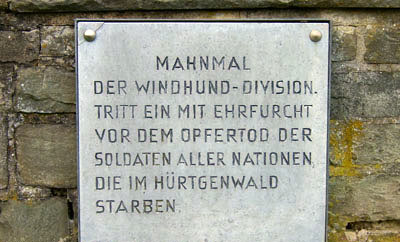 MAHNMAL
DER WINDHUND-DIVISION.
TRITT EIN MIT EHRFURCHT
VOR DEM OPFERTOD DER
SOLDATEN ALLER NATIONEN,
DIE IM HÜRTGENWALD
STARBEN.